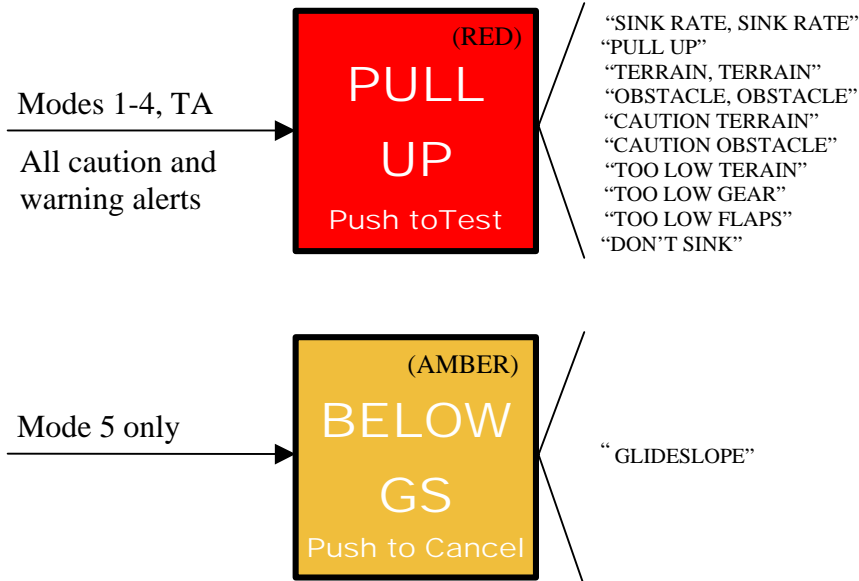 Modes 1-4, TA
All caution and
warning alerts
(RED)
PULL
UP
Push toTest
“SINK RATE, SINK RATE”
“PULL UP”
“TERRAIN, TERRAIN”
“OBSTACLE, OBSTACLE”
“CAUTION TERRAIN”
“CAUTION OBSTACLE”
“TOO LOW TERAIN”
“TOO LOW GEAR”
“TOO LOW FLAPS”
“DON’T SINK”
Mode 5 only
(AMBER)
BELOW
GS
Push to Cancel
“ GLIDESLOPE”